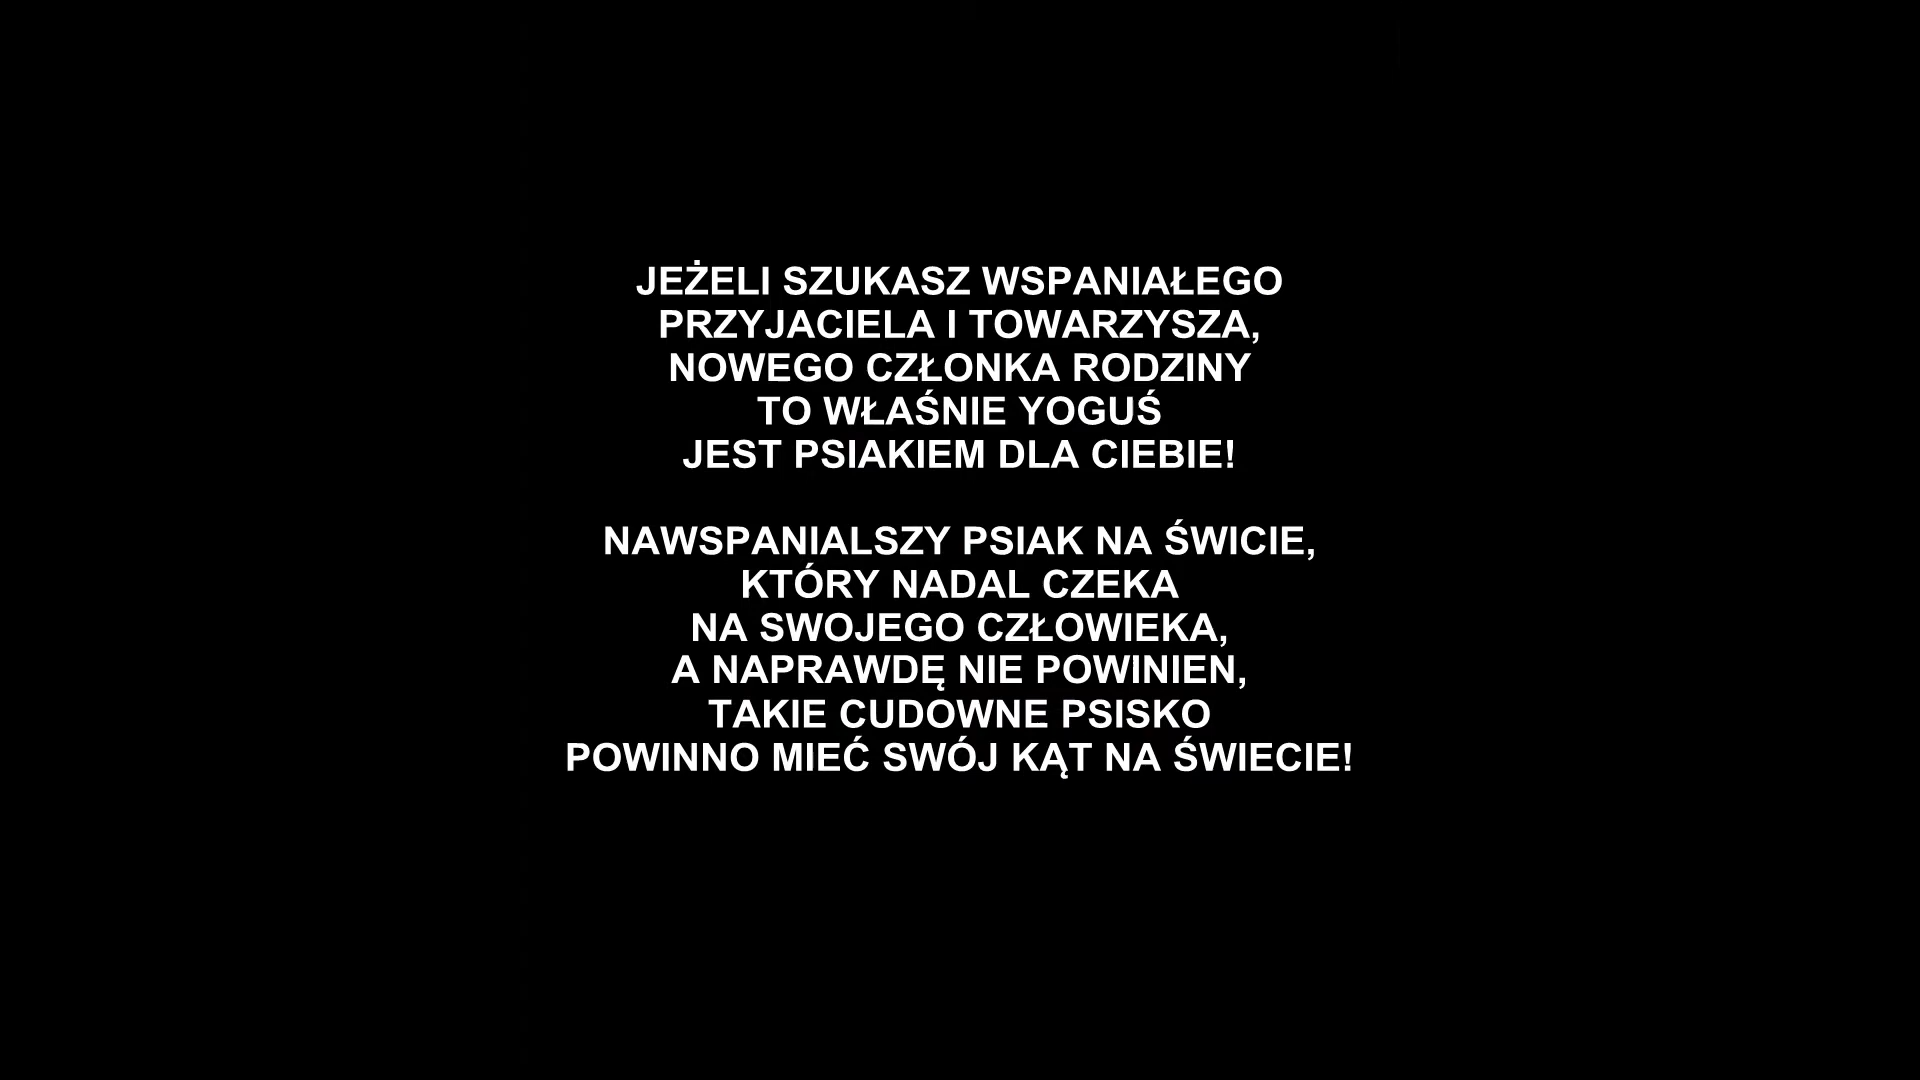 JEŻELI SZUKASZ WSPANIAŁEGO
PRZYJACIELA I TOWARZYSZA,
NOWEGO CZŁONKA RODZINY
TO WŁAŚNIE YOGUŚ
JEST PSIAKIEM DLA CIEBIE!
NAWSPANIALSZY PSIAK NA ŚWICIE,
KTÓRY NADAL CZEKA
NA SWOJEGO CZŁOWIEKA,
A NAPRAWDĘ NIE POWINIEN,
TAKIE CUDOWNE PSISKO
POWINNO MIEĆ SWÓJ KĄT NA ŚWIECIE!